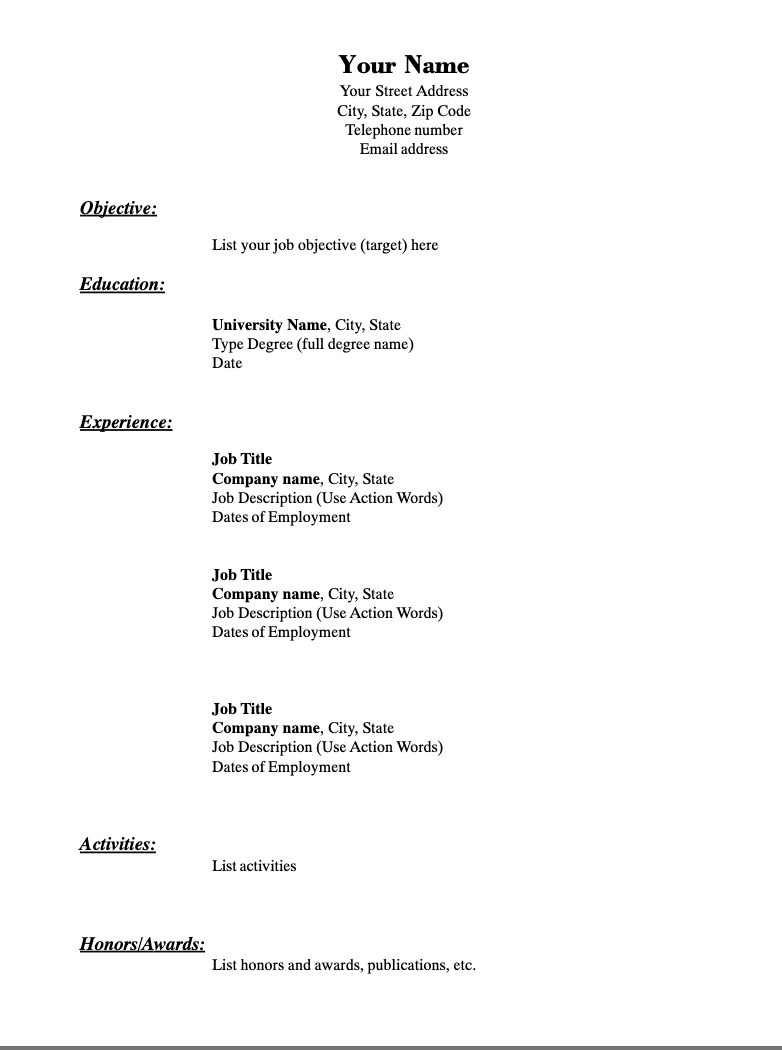 Your Name
Your Street Address
City, State, Zip Code
Telephone number
Email address
Objective:
List your job objective (target) here
Education:
University Name, City, State
Type Degree (full degree name)
Date
Experience:
Job Title
Company name, City, State
Job Description (Use Action Words)
Dates of Employment
Job Title
Company name, City, State
Job Description (Use Action Words)
Dates of Employment
Job Title
Company name, City, State
Job Description (Use Action Words)
Dates of Employment
Activities:
List activities
Honors/Awards:
List honors and awards, publications, etc.